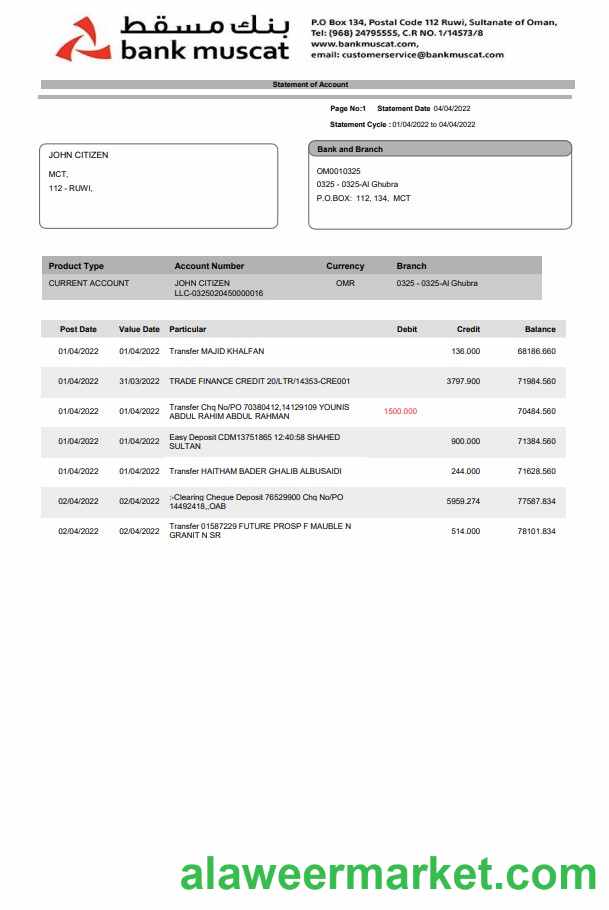 بنك مسقط
bank muscat
P.O Box 134, Postal Code 112 Ruwi, Sultanate of Oman,
Tel: (968) 24795555, C.R NO. 1/14573/8
www.bankmuscat.com,
email: customerservice@bankmuscat.com
Statement of Account
Page No:1 Statement Date 04/04/2022
Statement Cycle : 01/04/2022 to 04/04/2022
JOHN CITIZEN
MCT,
112 - RUWI,
Bank and Branch
OM0010325
0325 - 0325-Al Ghubra
P.O.BOX: 112, 134, MCT
Product Type Account Number Currency Branch
CURRENT ACCOUNT JOHN CITIZEN OMR 0325 - 0325-Al Ghubra
LLC-0325020450000016
Post Date Value Date Particular Debit Credit Balance
01/04/2022 01/04/2022 Transfer MAJID KHALFAN 136.000 68186.660
01/04/2022 31/03/2022 TRADE FINANCE CREDIT 20/LTR/14353-CRE001 3797.900 71984.560
01/04/2022 01/04/2022 Transfer Chq No/PO 70380412,14129109 YOUNIS 1500.000 70484.560
ABDUL RAHIM ABDUL RAHMAN
01/04/2022 01/04/2022 Easy Deposit CDM13751865 12:40:58 SHAHED 900.000 71384.560
SULTAN
01/04/2022 01/04/2022 Transfer HAITHAM BADER GHALIB ALBUSAIDI 244.000 71628.560
02/04/2022 02/04/2022 :-Clearing Cheque Deposit 76529900 Chq No/PO 5959.274 77587.834
14492418,,OAB
02/04/2022 02/04/2022 Transfer 01587229 FUTURE PROSP F MAUBLE N 514.000 78101.834
GRANIT N SR
alaweermarket.com